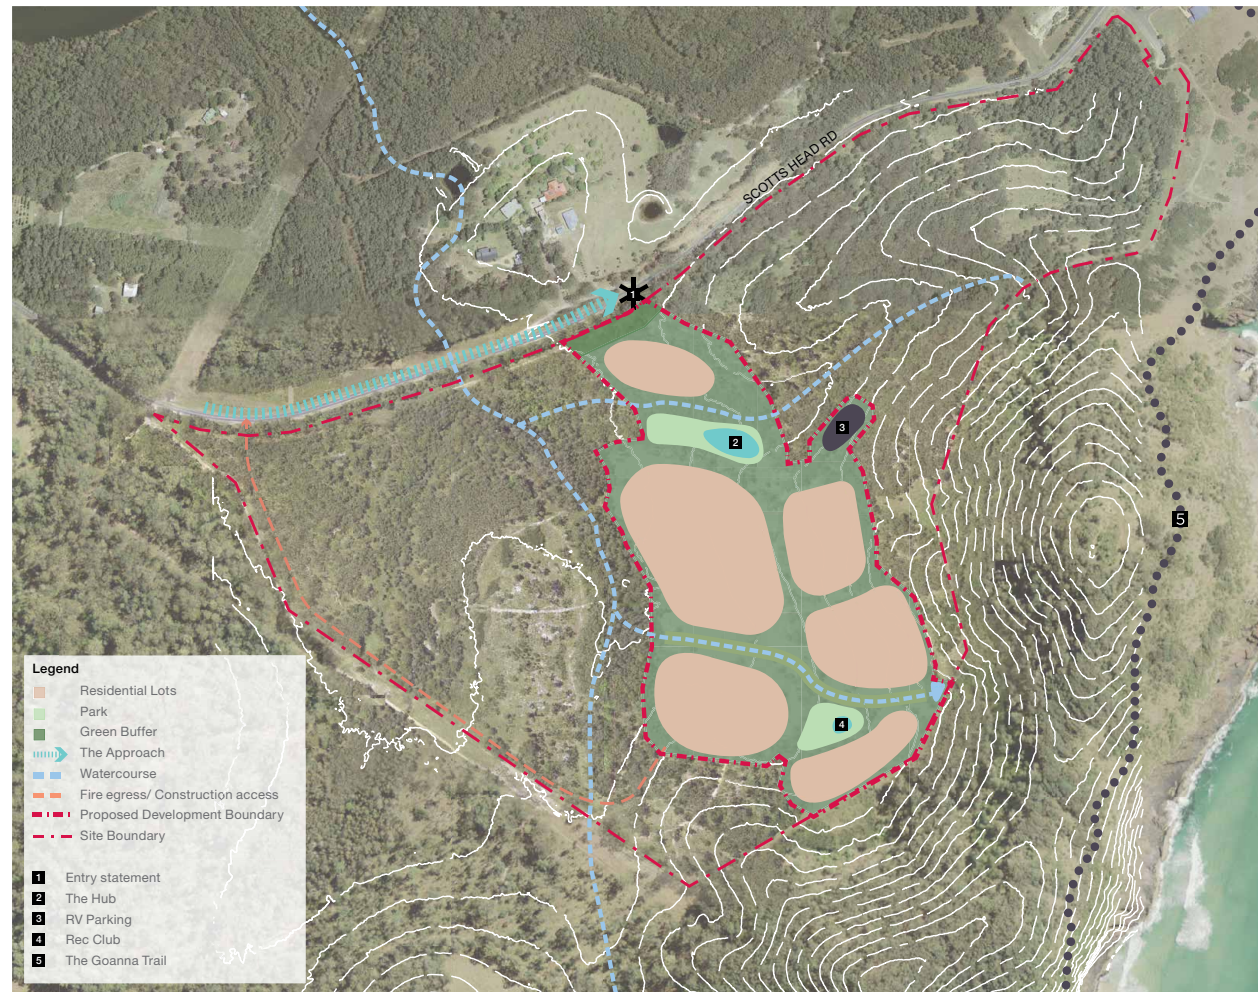 SCOTTS HEAD RD
1
2
3
5
4
Legend
Residential Lots
Park
Green Buffer
The Approach
Watercourse
Fire egress/ Construction access
Proposed Development Boundary
Site Boundary
1 Entry statement
2 The Hub
3 RV Parking
4 Rec Club
5 The Goanna Trail